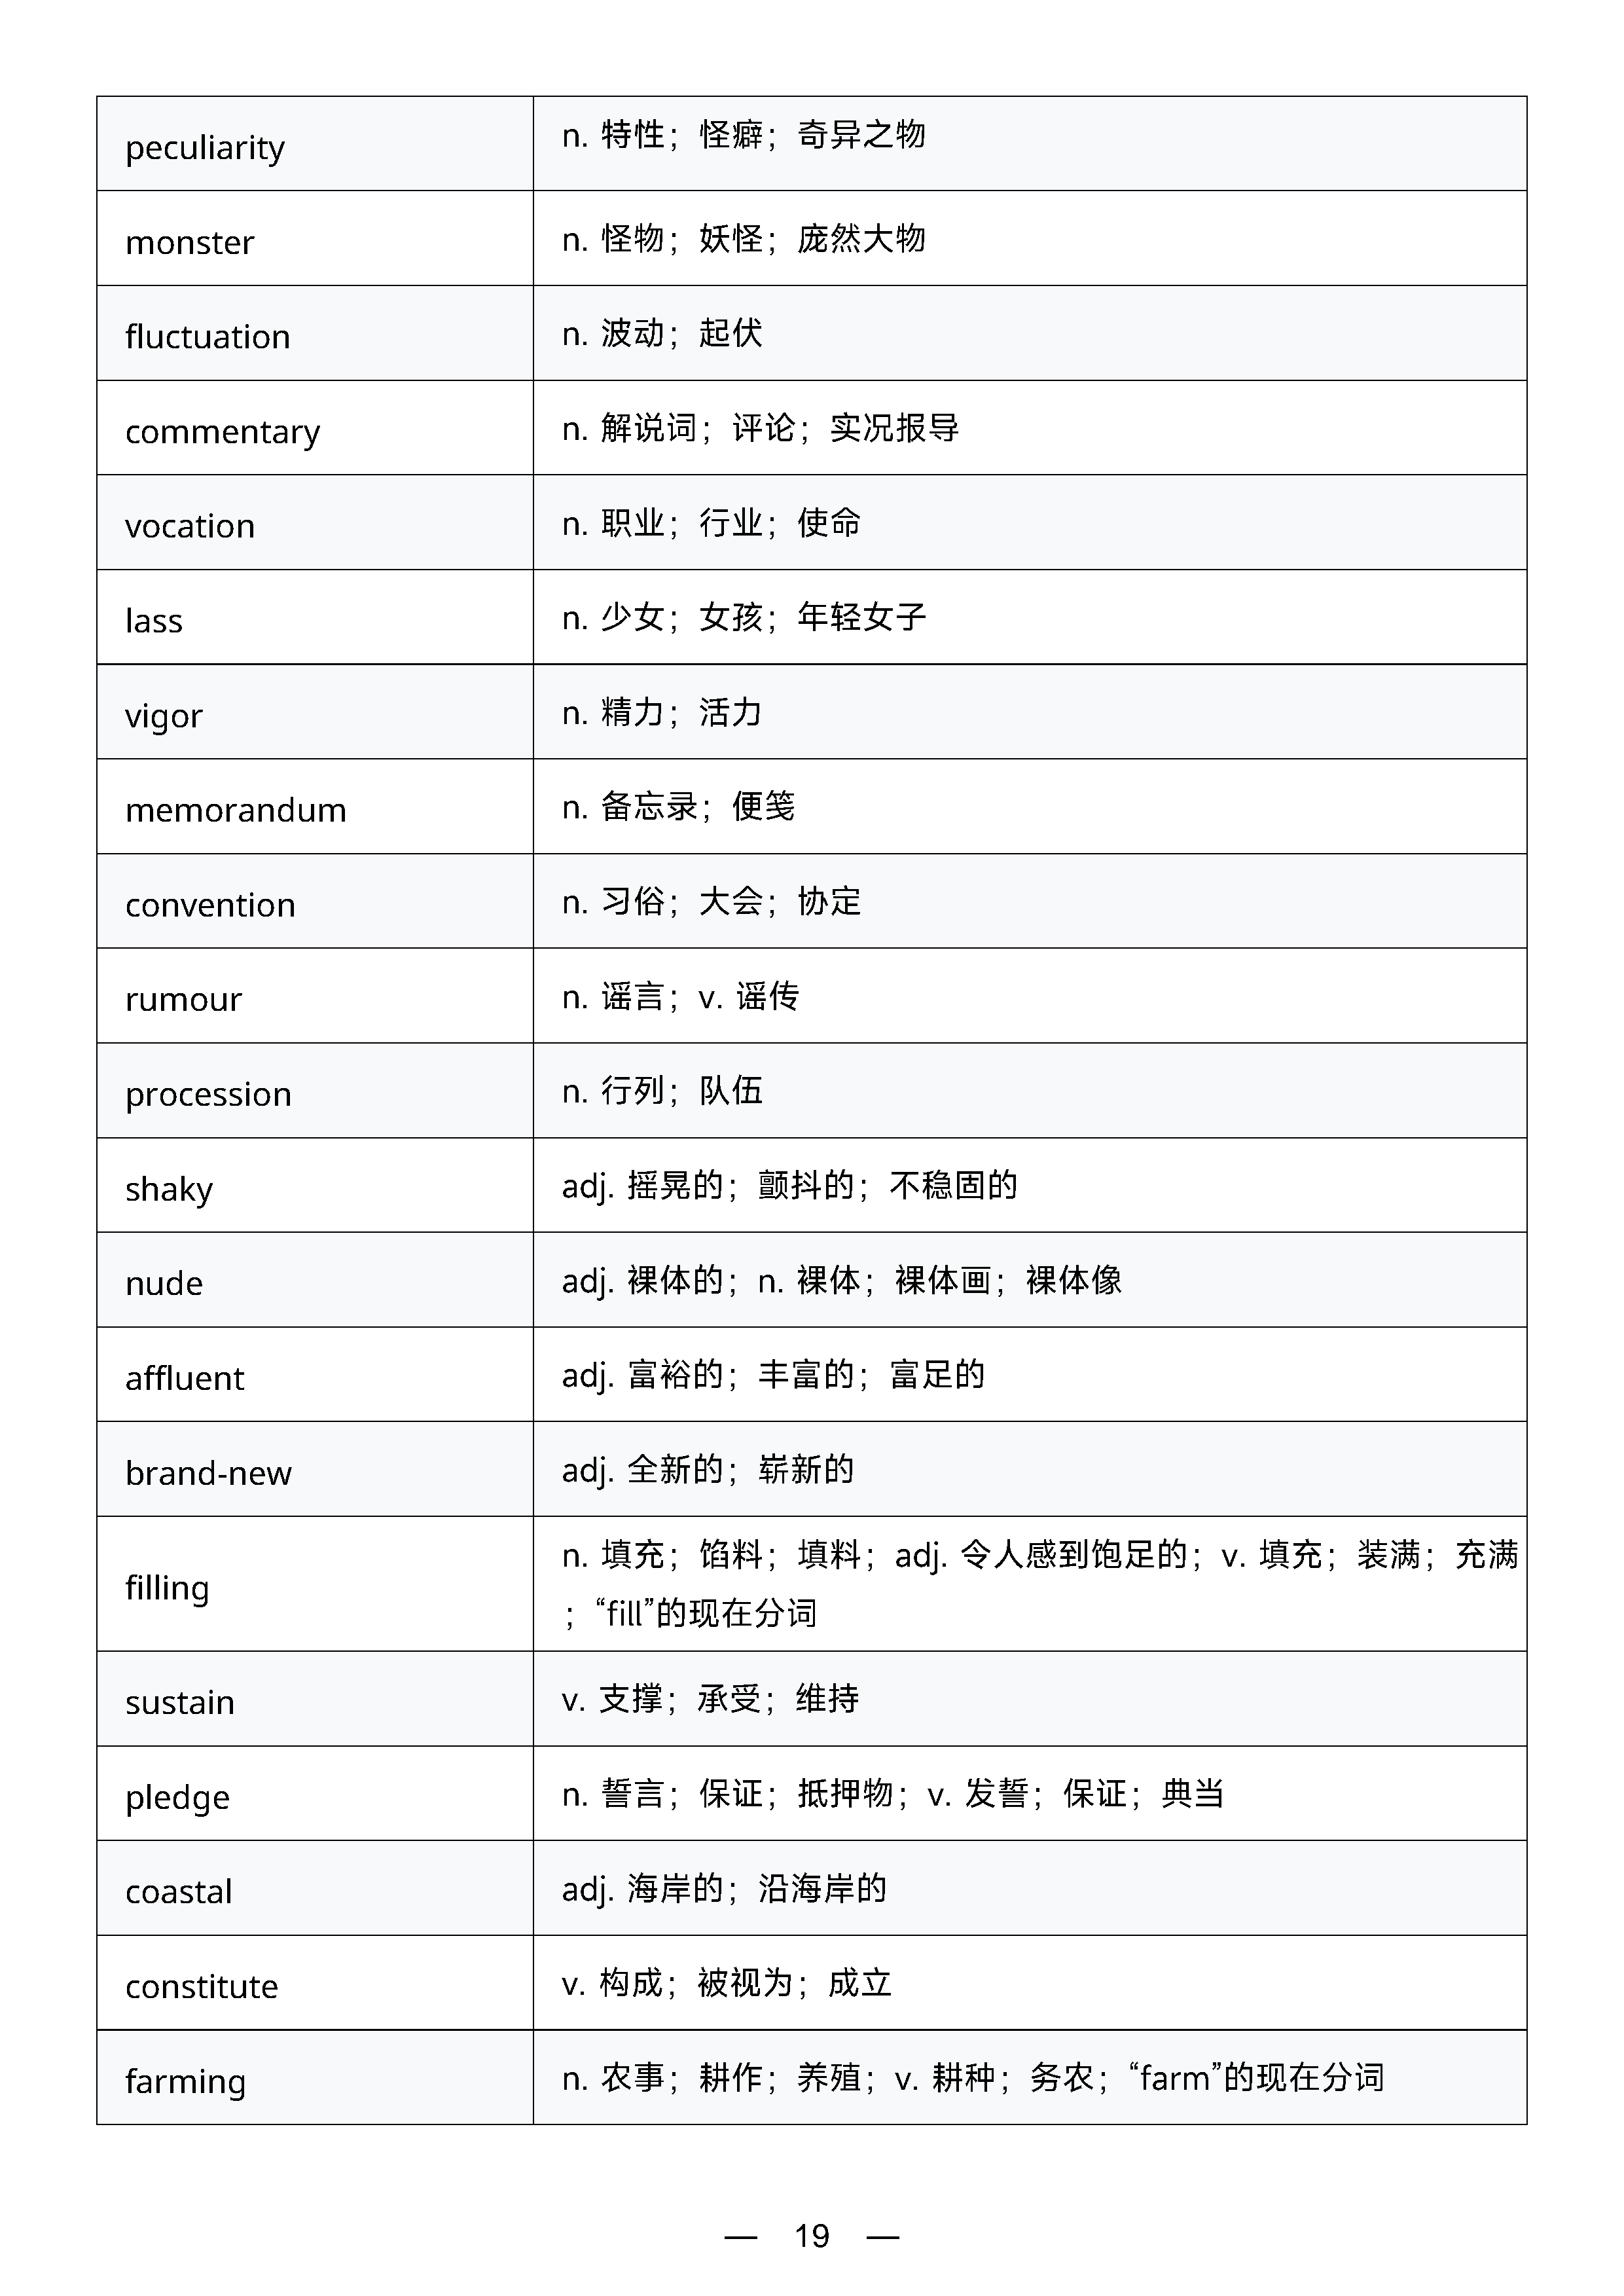 peculiarity n. 特性；怪癖；奇异之物
monster n. 怪物；妖怪；庞然大物
fluctuation n. 波动；起伏
commentary n. 解说词；评论；实况报导
vocation n. 职业；行业；使命
lass n. 少女；女孩；年轻女子
vigor n. 精力；活力
memorandum n. 备忘录；便笺
convention n. 习俗；大会；协定
rumour n. 谣言；v. 谣传
procession n. 行列；队伍
shaky adj. 摇晃的；颤抖的；不稳固的
nude adj. 裸体的；n. 裸体；裸体画；裸体像
affluent adj. 富裕的；丰富的；富足的
brand-new adj. 全新的；崭新的
filling n. 填充；馅料；填料；adj. 令人感到饱足的；v. 填充；装满；充满
；“fill”的现在分词
sustain v. 支撑；承受；维持
pledge n. 誓言；保证；抵押物；v. 发誓；保证；典当
coastal adj. 海岸的；沿海岸的
constitute v. 构成；被视为；成立
farming n. 农事；耕作；养殖；v. 耕种；务农；“farm”的现在分词
— 19 —